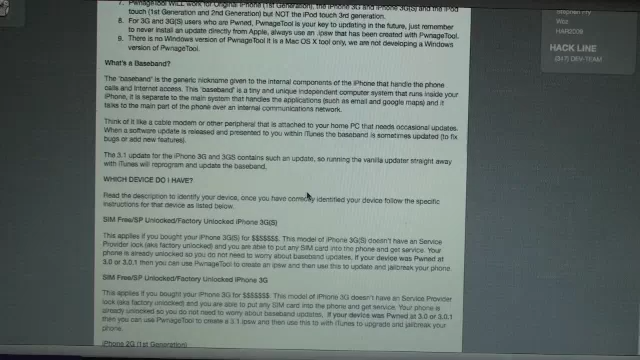 7. PwnageTool WILL work for Original iPhone (1st Generation), the iPhone 3G and iPhone 3G(S) and the iPod
touch (1st Generation and 2nd Generation) but NOT the iPod touch 3rd generation.
8. For 3G and 3G(S) users who are Pwned, PwnageTool is your key to updating in the future, just remember
to never install an update directly from Apple, always use an .ipsw that has been created with PwnageTool.
9. There is no Windows version of PwnageTool it is a Mac OS X tool only, we are not developing a Windows
version of PwnageTool.
What's a Baseband?
The 'baseband' is the generic nickname given to the internal components of the iPhone that handle the phone
calls and Internet access. This 'baseband' is a tiny and unique independent computer system that runs inside your
iPhone, it is separate to the main system that handles the applications (such as email and google maps) and it
talks to the main part of the phone over an internal communications network.
Think of it like a cable modem or other peripheral that is attached to your home PC that needs occasional updates.
When a software update is released and presented to you within iTunes the baseband is sometimes updated (to fix
bugs or add new features).
The 3.1 update for the iPhone 3G and 3GS contains such an update, so running the vanilla updater straight away
with iTunes will reprogram and update the baseband.
WHICH DEVICE DO I HAVE?
Read the description to identify your device, once you have correctly identified your device follow the specific
instructions for that device as listed below.
SIM Free/SP Unlocked/Factory Unlocked iPhone 3G(S)
This applies if you bought your iPhone 3G(S) for $$$$$$$. This model of iPhone 3G(S) doesn't have an Service
Provider lock (aka factory unlocked) and you are able to put any SIM card into the phone and get service. Your
phone is already unlocked so you do not need to worry about baseband updates. If your device was Pwned at
3.0 or 3.0.1 then you can use PwnageTool to create an ipsw and then use this to update and jailbreak your phone.
SIM Free/SP Unlocked/Factory Unlocked iPhone 3G
This applies if you bought your iPhone 3G for $$$$$$$. This model of iPhone 3G doesn't have an Service Provider
lock (aka factory unlocked) and you are able to put any SIM card into the phone and get service. Your phone is
already unlocked so you do not need to worry about baseband updates. If your device was Pwned at 3.0 or 3.0.1
then you can use PwnageTool to create a 3.1 ipsw and then use this to with iTunes to upgrade and jailbreak your
phone.
iPhone 2G (1st Generation)
Stephen Fry
Woz
HAR2009
HACK LINE
(347) DEV-TEAM